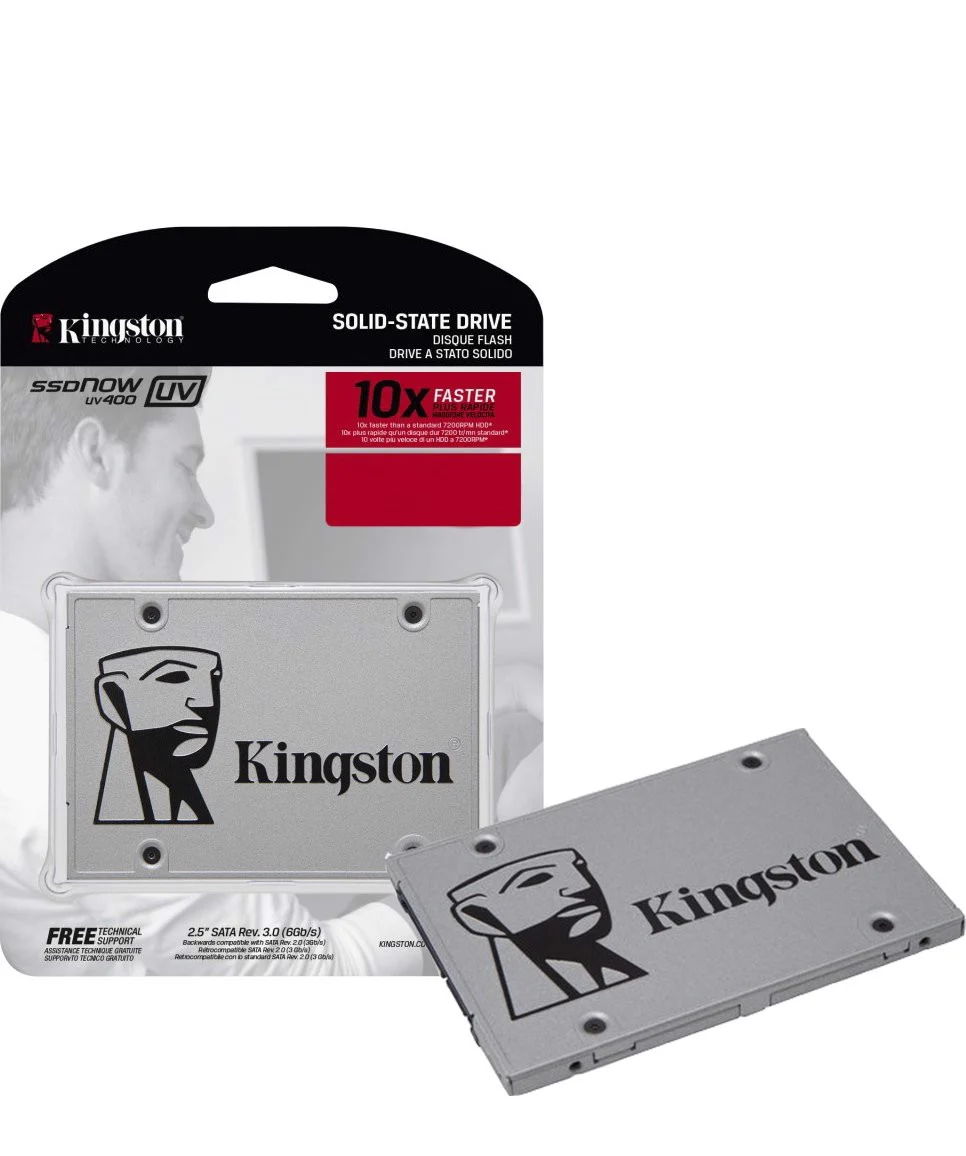 Kingston
TECHNOLOGY
SOLID-STATE DRIVE
DISQUE FLASH
DRIVE A STATO SOLIDO
SSDNOW UV
UV400
10x FASTER
PLUS RAPIDE
MAGGIORE VELOCITÀ
10x faster than a standard 7200RPM HDD*
10x plus rapide qu'un disque dur 7200 tr/mn standard*
10 volte più veloce di un HDD a 7200RPM*
Kingston®
Kingston®
FREE TECHNICAL SUPPORT
ASSISTANCE TECHNIQUE GRATUITE
SUPPORTO TECNICO GRATUITO
2.5" SATA Rev. 3.0 (6Gb/s)
Backwards compatible with SATA Rev. 2.0 (3Gb/s)
Rétrocompatible SATA Rev 2.0 (3 Gb/s)
Retrocompatibile con lo standard SATA Rev. 2.0 (3 Gb/s)
KINGSTON.CO